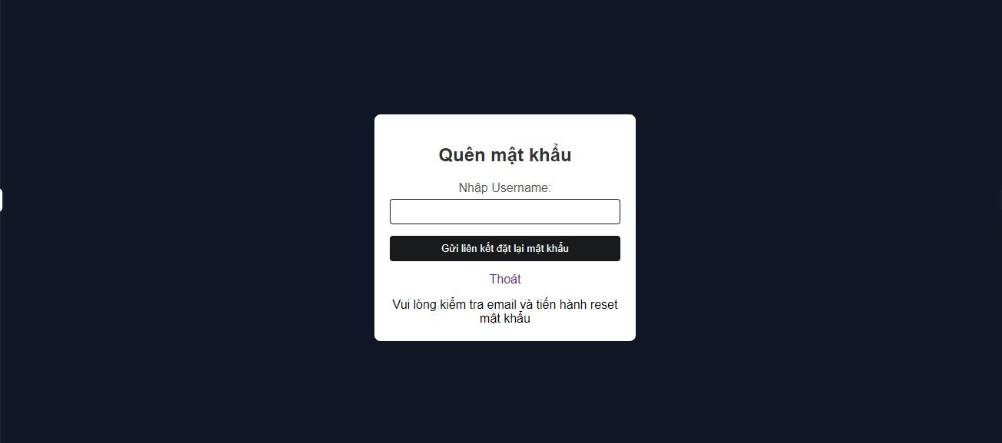 Quên mật khẩu
Nhập Username:
Gửi liên kết đặt lại mật khẩu
Thoát
Vui lòng kiểm tra email và tiến hành reset
mật khẩu